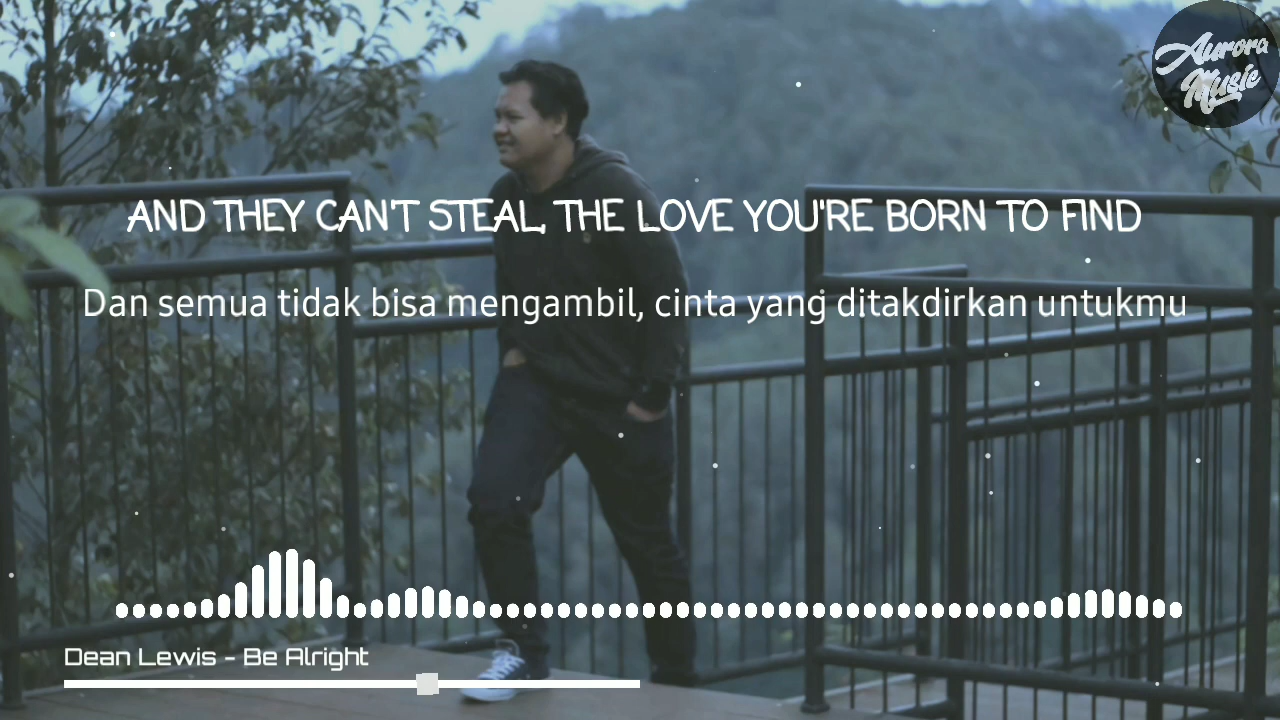 Aurora
Music
AND THEY CAN'T STEAL, THE LOVE YOU'RE BORN TO FIND
Dan semua tidak bisa mengambil, cinta yang ditakdirkan untukmu
Dean Lewis - Be Alright